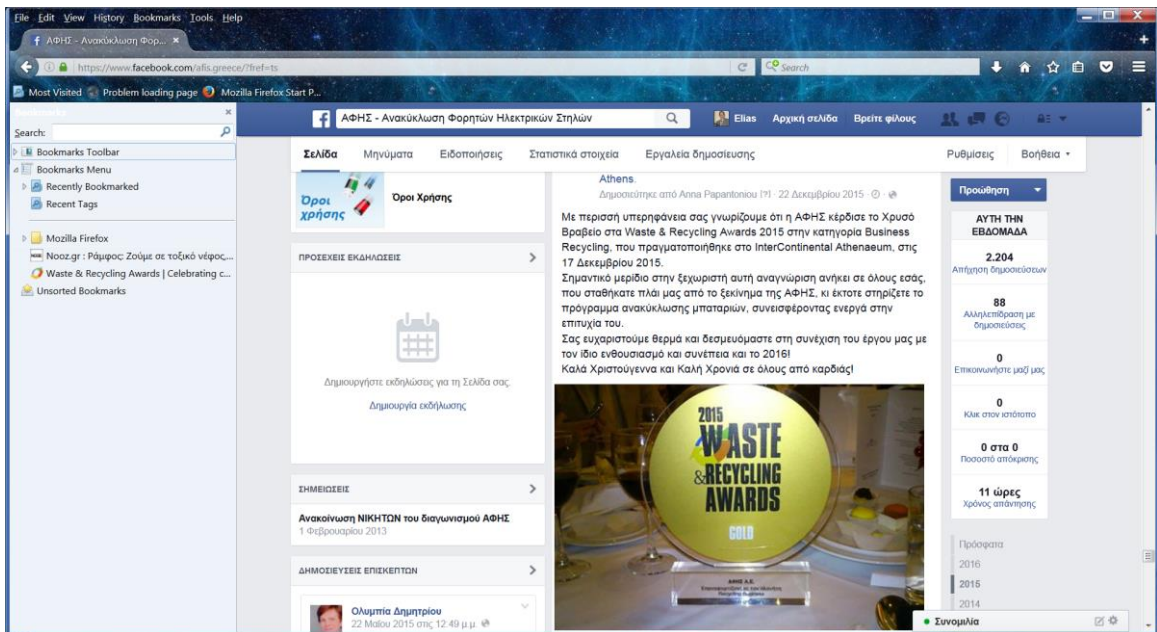 File Edit View History Bookmarks Tools Help
ΑΦΗΣ - Ανακύκλωση Φορ...
https://www.facebook.com/afis.greece/?fref=ts
Search
Most Visited Problem loading page Mozilla Firefox Start P...
Bookmarks
Search:
Bookmarks Toolbar
Bookmarks Menu
Recently Bookmarked
Recent Tags
Mozilla Firefox
Nooz.gr : Ράμφος: Ζούμε σε τοξικό νέφος,...
Waste & Recycling Awards | Celebrating c...
Unsorted Bookmarks
ΑΦΗΣ - Ανακύκλωση Φορητών Ηλεκτρικών Στηλών
Elias Αρχική σελίδα Βρείτε φίλους
Σελίδα Μηνύματα Ειδοποιήσεις Στατιστικά στοιχεία Εργαλεία δημοσίευσης Ρυθμίσεις Βοήθεια
Όροι
χρήσης
Όροι Χρήσης
ΠΡΟΣΕΧΕΙΣ ΕΚΔΗΛΩΣΕΙΣ
Δημιουργήστε εκδηλώσεις για τη Σελίδα σας.
Δημιουργία εκδήλωσης
ΣΗΜΕΙΩΣΕΙΣ
Ανακοίνωση ΝΙΚΗΤΩΝ του διαγωνισμού ΑΦΗΣ
1 Φεβρουαρίου 2013
ΔΗΜΟΣΙΕΥΣΕΙΣ ΕΠΙΣΚΕΠΤΩΝ
Ολυμπία Δημητρίου
22 Μαΐου 2015 στις 12:49 μ.μ.
Athens.
Δημοσιεύτηκε από Anna Papantoniou [?] · 22 Δεκεμβρίου 2015 ·
Με περισσή υπερηφάνεια σας γνωρίζουμε ότι η ΑΦΗΣ κέρδισε το Χρυσό
Βραβείο στα Waste & Recycling Awards 2015 στην κατηγορία Business
Recycling, που πραγματοποιήθηκε στο InterContinental Athenaeum, στις
17 Δεκεμβρίου 2015.
Σημαντικό μερίδιο στην ξεχωριστή αυτή αναγνώριση ανήκει σε όλους εσάς,
που σταθήκατε πλάι μας από το ξεκίνημα της ΑΦΗΣ, κι έκτοτε στηρίζετε το
πρόγραμμα ανακύκλωσης μπαταριών, συνεισφέροντας ενεργά στην
επιτυχία του.
Σας ευχαριστούμε θερμά και δεσμευόμαστε στη συνέχιση του έργου μας με
τον ίδιο ενθουσιασμό και συνέπεια και το 2016!
Καλά Χριστούγεννα και Καλή Χρονιά σε όλους από καρδιάς!
2015
WASTE
& RECYCLING
AWARDS
GOLD
ΑΦΗΣ Α.Ε.
Προώθηση
ΑΥΤΗ ΤΗΝ
ΕΒΔΟΜΑΔΑ
2.204
Απήχηση δημοσιεύσεων
88
Αλληλεπίδραση με
δημοσιεύσεις
0
Επικοινωνήστε μαζί μας
0
Κλικ στον ιστότοπο
0 στα 0
Ποσοστό απόκρισης
11 ώρες
Χρόνος απάντησης
Πρόσφατα
2016
2015
2014
Συνομιλία